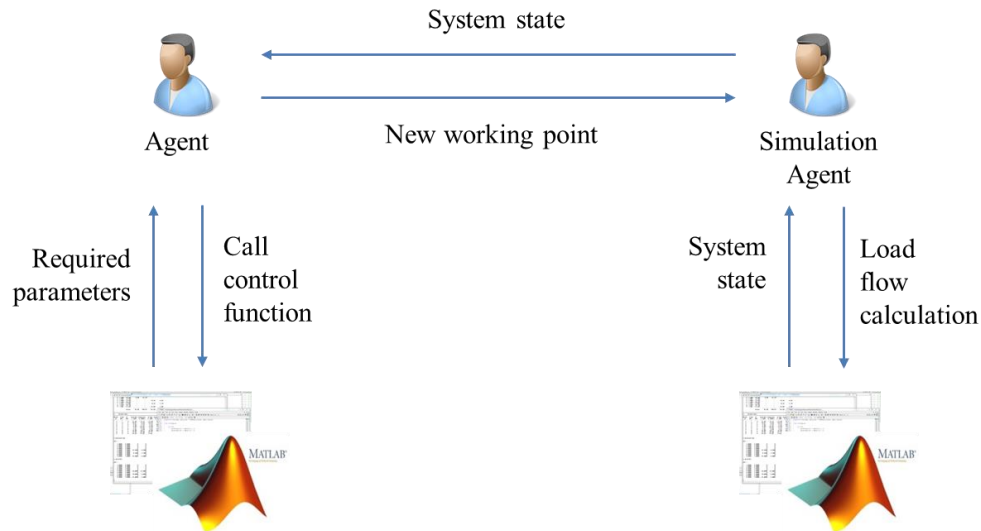 System state
Agent
New working point
Simulation
Agent
Required
parameters
Call
control
function
System
state
Load
flow
calculation
MATLAB
MATLAB